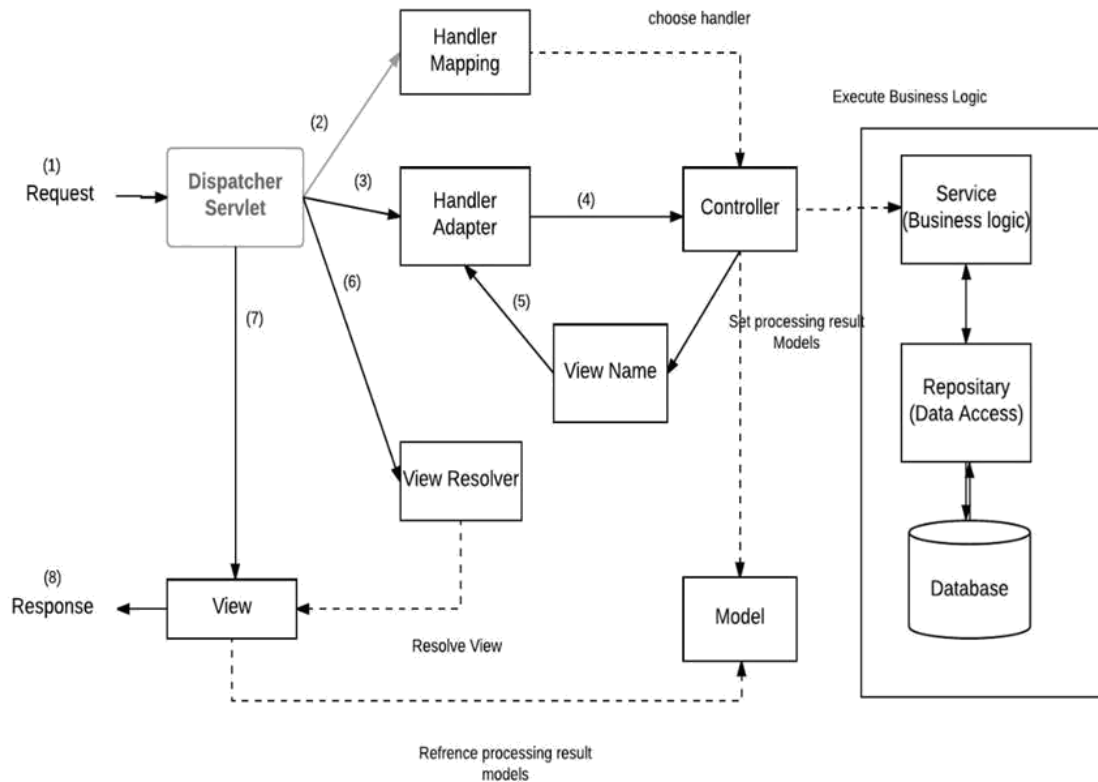 choose handler
Handler
Mapping
Execute Business Logic
(2)
(1)
Request
Dispatcher
Servlet
(3)
Handler
Adapter
(4)
Controller
Service
(Business logic)
(6)
(5)
(7)
Set processing result
Models
View Name
Repositary
(Data Access)
View Resolver
(8)
Response
View
Model
Database
Resolve View
Refrence processing result
models